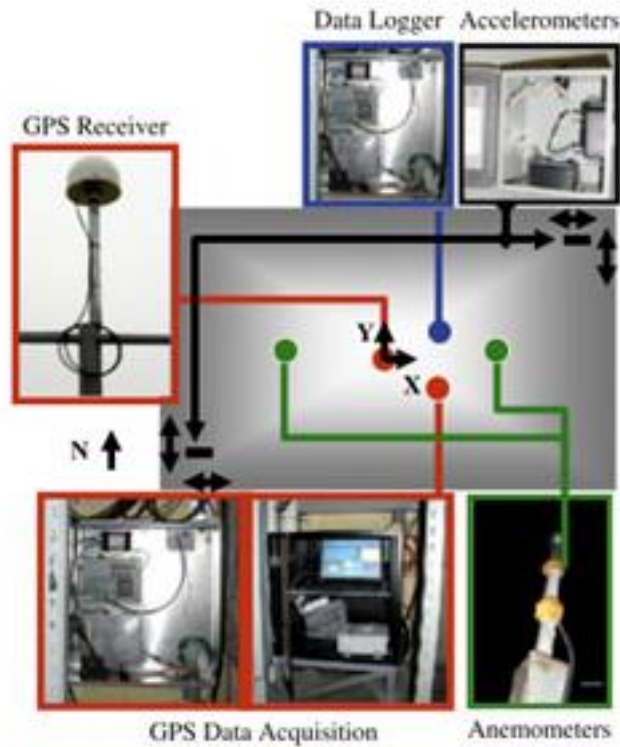 Data Logger Accelerometers
GPS Receiver
Y
X
N
GPS Data Acquisition Anemometers